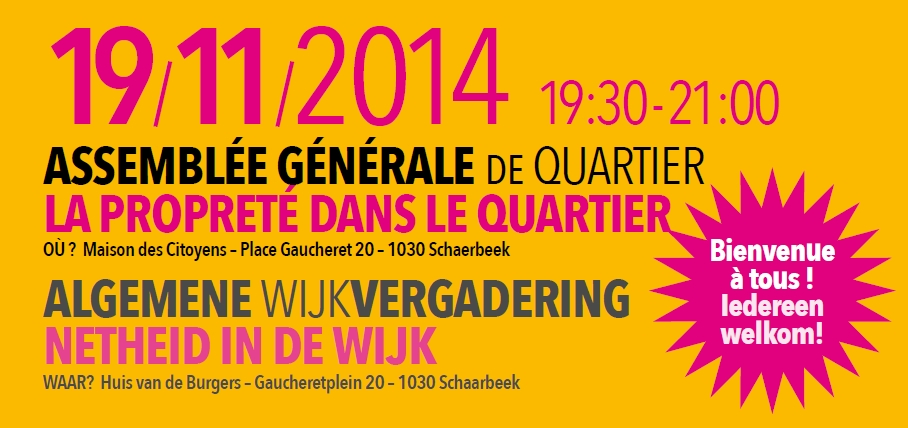 19/11/2014 19:30-21:00
ASSEMBLÉE GÉNÉRALE DE QUARTIER
LA PROPRETÉ DANS LE QUARTIER
OÙ ? Maison des Citoyens – Place Gaucheret 20 – 1030 Schaerbeek
ALGEMENE WIJKVERGADERING
NETHEID IN DE WIJK
WAAR? Huis van de Burgers – Gaucheretplein 20 – 1030 Schaarbeek
Bienvenue
à tous !
Iedereen
welkom!